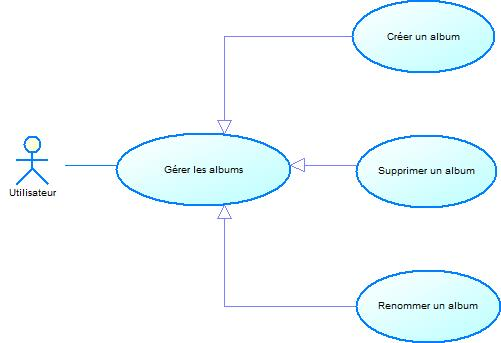 Créer un album
Utilisateur
Gérer les albums
Supprimer un album
Renommer un album